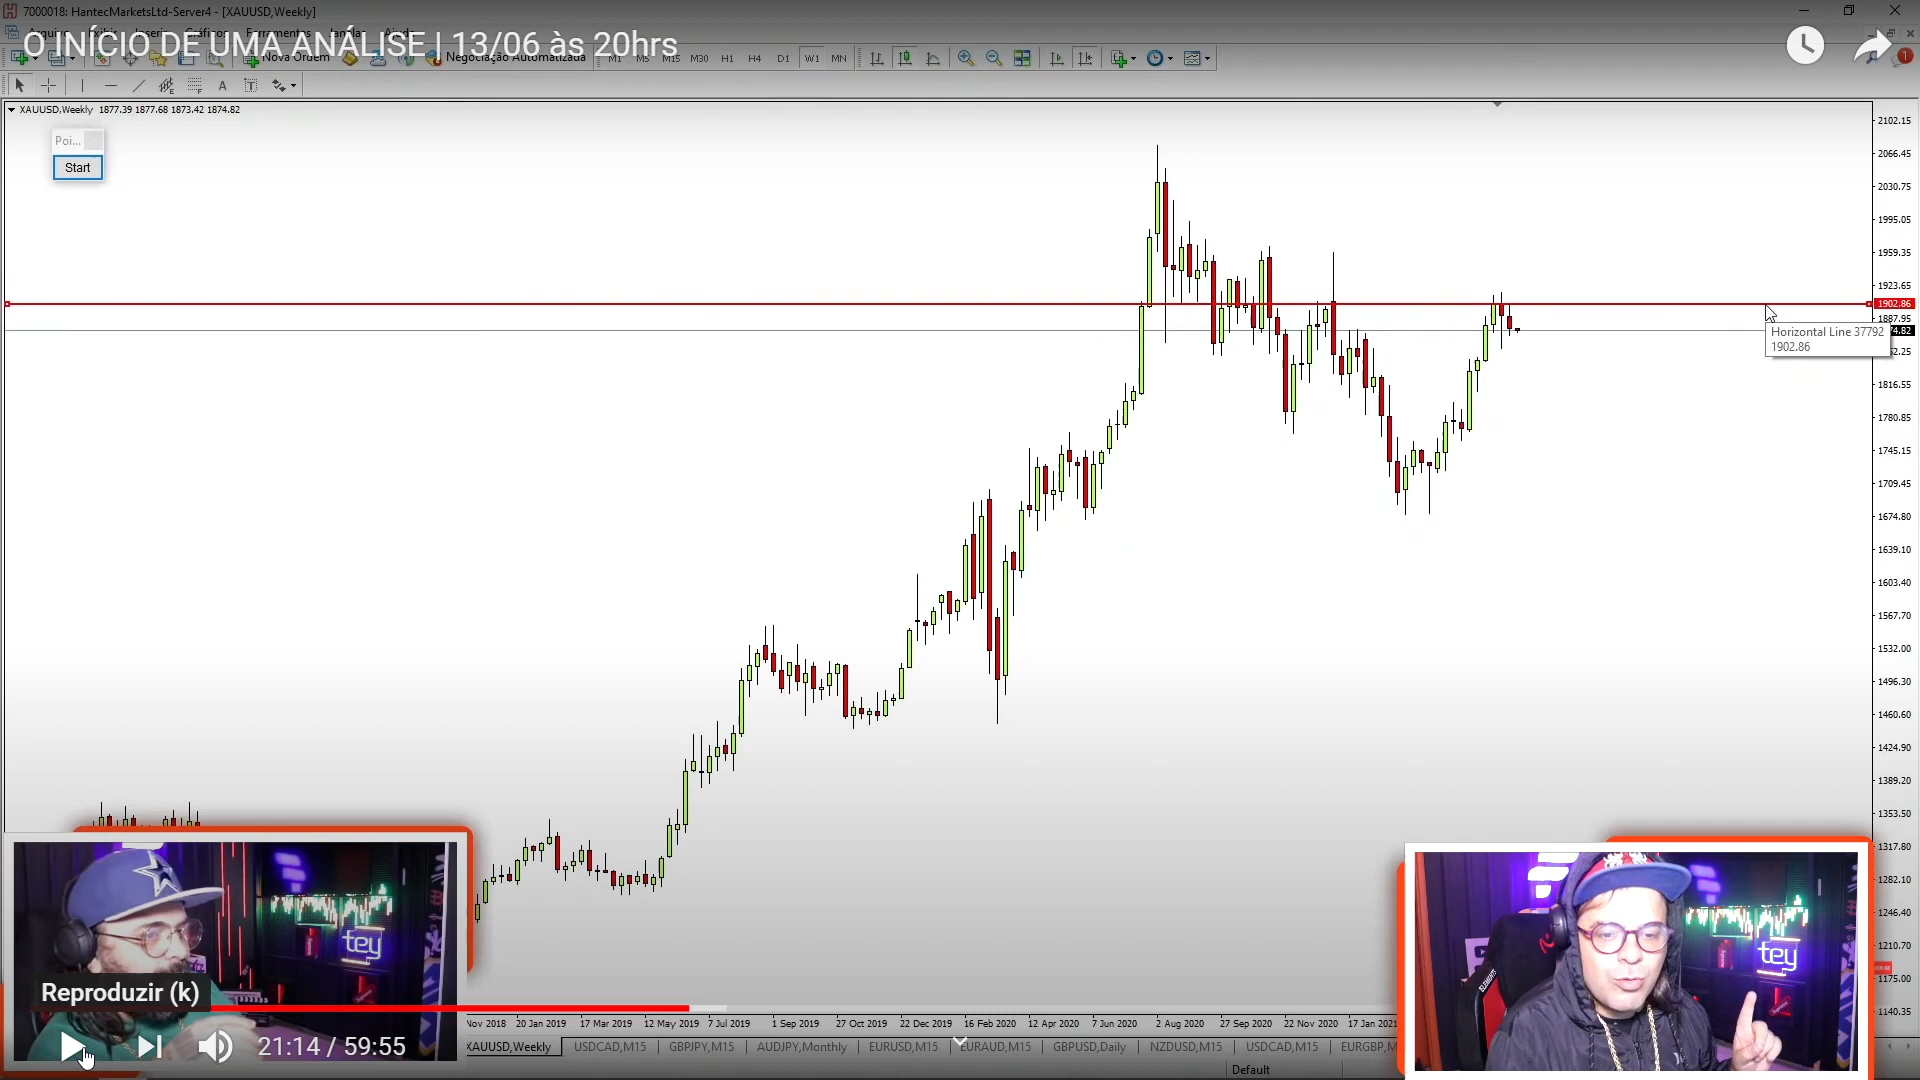 7000018: HantecMarketsLtd-Server4 - [XAUUSD,Weekly]
O INÍCIO DE UMA ANÁLISE | 13/06 às 20hrs
Nova Ordem
Negociação Automatizada
M1 M5 M15 M30 H1 H4 D1 W1 MN
1
A T
XAUUSD,Weekly 1877.39 1877.68 1873.42 1874.82
Poi...
Start
2102.15
2066.45
2030.75
1995.05
1959.35
1923.65
1902.86
1887.95
Horizontal Line 37792
1902.86
74.82
52.25
1816.55
1780.85
1745.15
1709.45
1674.80
1639.10
1603.40
1567.70
1532.00
1496.30
1460.60
1424.90
1389.20
1353.50
1317.80
1282.10
1246.40
1210.70
1175.00
1140.35
tey
tey
Reproduzir (k)
21:14 / 59:55
Nov 2018 20 Jan 2019 17 Mar 2019 12 May 2019 7 Jul 2019 1 Sep 2019 27 Oct 2019 22 Dec 2019 16 Feb 2020 12 Apr 2020 7 Jun 2020 2 Aug 2020 27 Sep 2020 22 Nov 2020 17 Jan 2021
XAUUSD,Weekly USDCAD,M15 GBPJPY,M15 AUDJPY,Monthly EURUSD,M15 EURAUD,M15 GBPUSD,Daily NZDUSD,M15 USDCAD,M15 EURGBP,M
Default